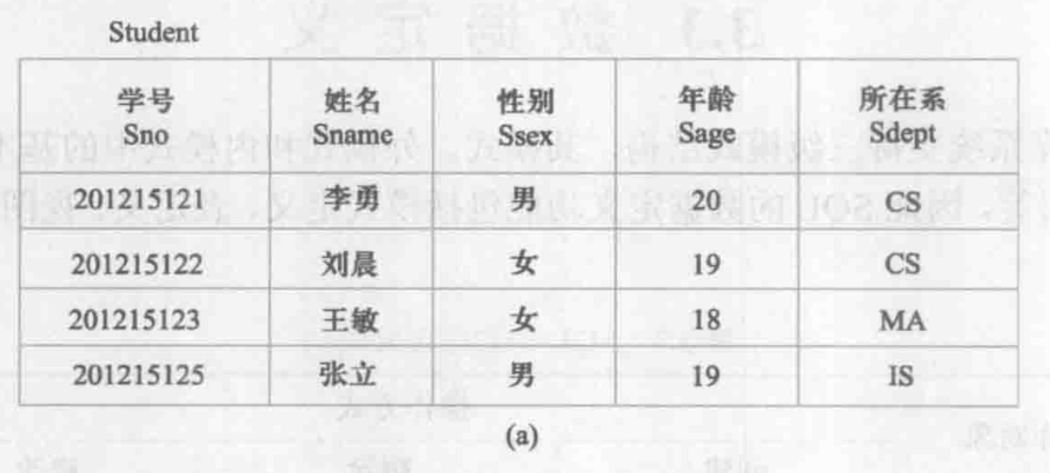 Student
学号 姓名 性别 年龄 所在系
Sno Sname Ssex Sage Sdept
201215121 李勇 男 20 CS
201215122 刘晨 女 19 CS
201215123 王敏 女 18 MA
201215125 张立 男 19 IS
(a)